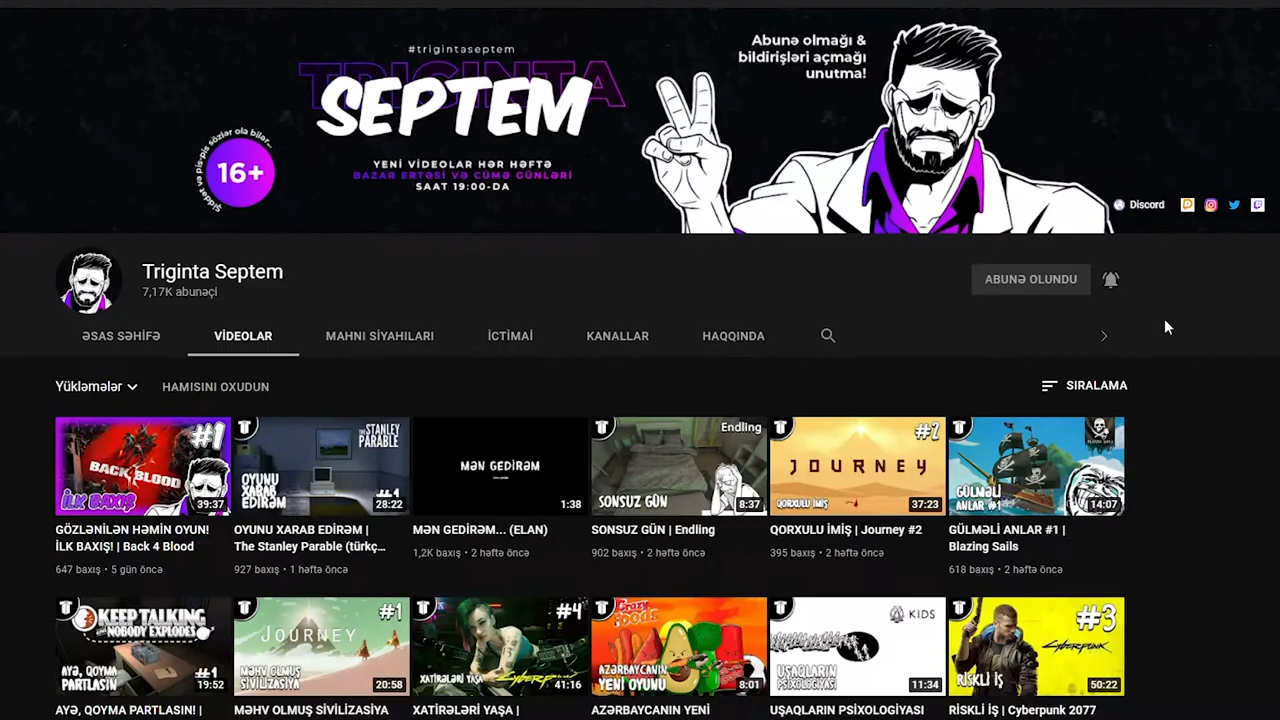 #trigintaseptem
TRIGINTA
SEPTEM
YENİ VİDEOLAR HƏR HƏFTƏ
BAZAR ERTƏSİ VƏ CÜMƏ GÜNLƏRİ
SAAT 19:00-DA
Şiddət və pis-pis sözlər ola bilər~
16+
Abunə olmağı &
bildirişləri açmağı
unutma!
Discord
Triginta Septem
7,17K abunəçi
ABUNƏ OLUNDU
ƏSAS SƏHİFƏ
VİDEOLAR
MAHNI SİYAHILARI
İCTİMAİ
KANALLAR
HAQQINDA
Yükləmələr
HAMISINI OXUDUN
SIRALAMA
#1
BACK BLOOD
İLK BAXIŞ
39:37
THE STANLEY
PARABLE
OYUNU
XARAB
EDİRƏM
#1
28:22
MƏN GEDİRƏM
1:38
Endling
SONSUZ GÜN
8:37
#2
JOURNEY
QORXULU İMİŞ
37:23
GÜLMƏLİ
ANLAR #1
14:07
GÖZLƏNİLƏN HƏMİN OYUN!
İLK BAXIŞ! | Back 4 Blood
647 baxış • 5 gün öncə
OYUNU XARAB EDİRƏM |
The Stanley Parable (türkç...
927 baxış • 1 həftə öncə
MƏN GEDİRƏM... (ELAN)
1,2K baxış • 2 həftə öncə
SONSUZ GÜN | Endling
902 baxış • 2 həftə öncə
QORXULU İMİŞ | Journey #2
395 baxış • 2 həftə öncə
GÜLMƏLİ ANLAR #1 |
Blazing Sails
618 baxış • 2 həftə öncə
KEEP TALKING
AND NOBODY EXPLODES
AYƏ, QOYMA
PARTLASIN
#1
19:52
#1
JOURNEY
MƏHV OLMUŞ
SİVİLİZASİYA
20:58
#4
XATİRƏLƏRİ YAŞA
Cyberpunk
41:16
Crazy
Foods
AZƏRBAYCANIN
YENİ OYUNU
8:01
KIDS
UŞAQLARIN
PSİXOLOGİYASI
11:34
#3
Cyberpunk
RİSKLİ İŞ
50:22
AYƏ, QOYMA PARTLASIN! |
MƏHV OLMUŞ SİVİLİZASİYA
XATİRƏLƏRİ YAŞA |
AZƏRBAYCANIN YENİ
UŞAQLARIN PSİXOLOGİYASI
RİSKLİ İŞ | Cyberpunk 2077